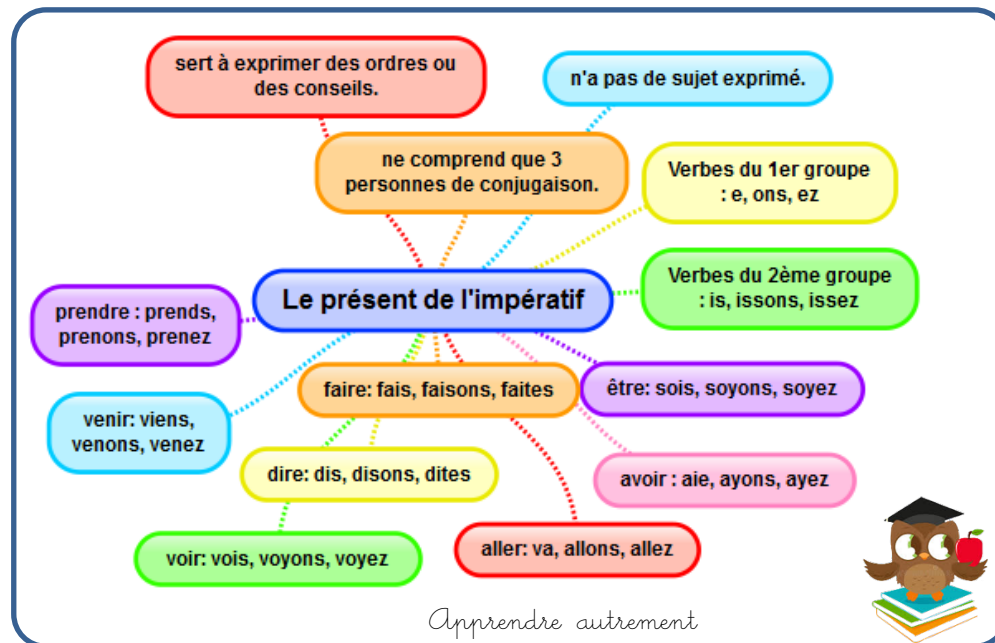 sert à exprimer des ordres ou
des conseils.
n'a pas de sujet exprimé.
ne comprend que 3
personnes de conjugaison.
Verbes du 1er groupe
: e, ons, ez
Le présent de l'impératif
Verbes du 2ème groupe
: is, issons, issez
prendre : prends,
prenons, prenez
faire: fais, faisons, faites
être: sois, soyons, soyez
venir: viens,
venons, venez
dire: dis, disons, dites
avoir : aie, ayons, ayez
voir: vois, voyons, voyez
aller: va, allons, allez
Apprendre autrement